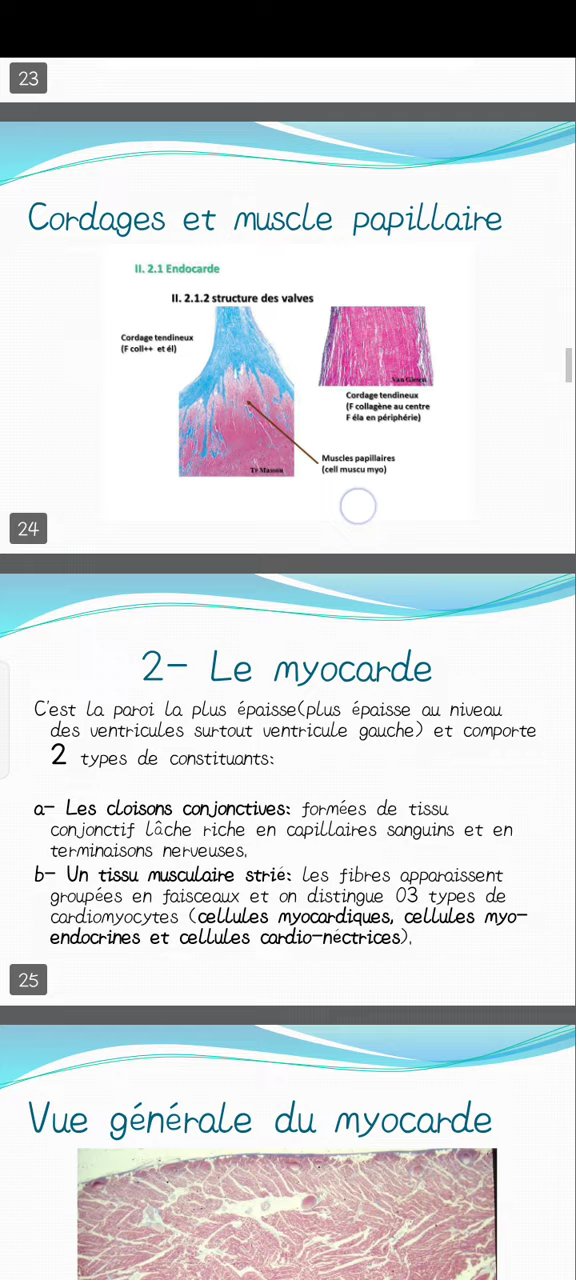 23
Cordages et muscle papillaire
II. 2.1 Endocarde
II. 2.1.2 structure des valves
Cordage tendineux
(F coll++ et él)
Van Gieson
Cordage tendineux
(F collagène au centre
F éla en périphérie)
Muscles papillaires
(cell muscu myo)
Tr Masson
24
2- Le myocarde
C'est la paroi la plus épaisse(plus épaisse au niveau
des ventricules surtout ventricule gauche) et comporte
2 types de constituants:
a- Les cloisons conjonctives: formées de tissu
conjonctif lâche riche en capillaires sanguins et en
terminaisons nerveuses.
b- Un tissu musculaire strié: les fibres apparaissent
groupées en faisceaux et on distingue 03 types de
cardiomyocytes (cellules myocardiques, cellules myo-
endocrines et cellules cardio-néctrices).
25
Vue générale du myocarde